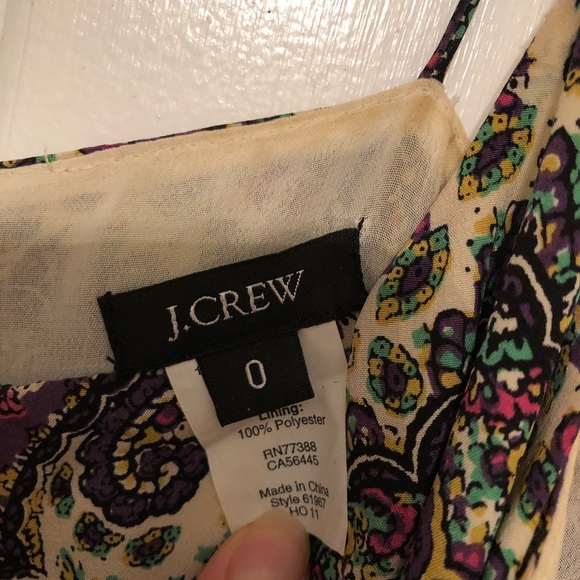 J.CREW
0
Lining:
100% Polyester
RN77388
CA56445
Made in China
Style 61967
HO 11